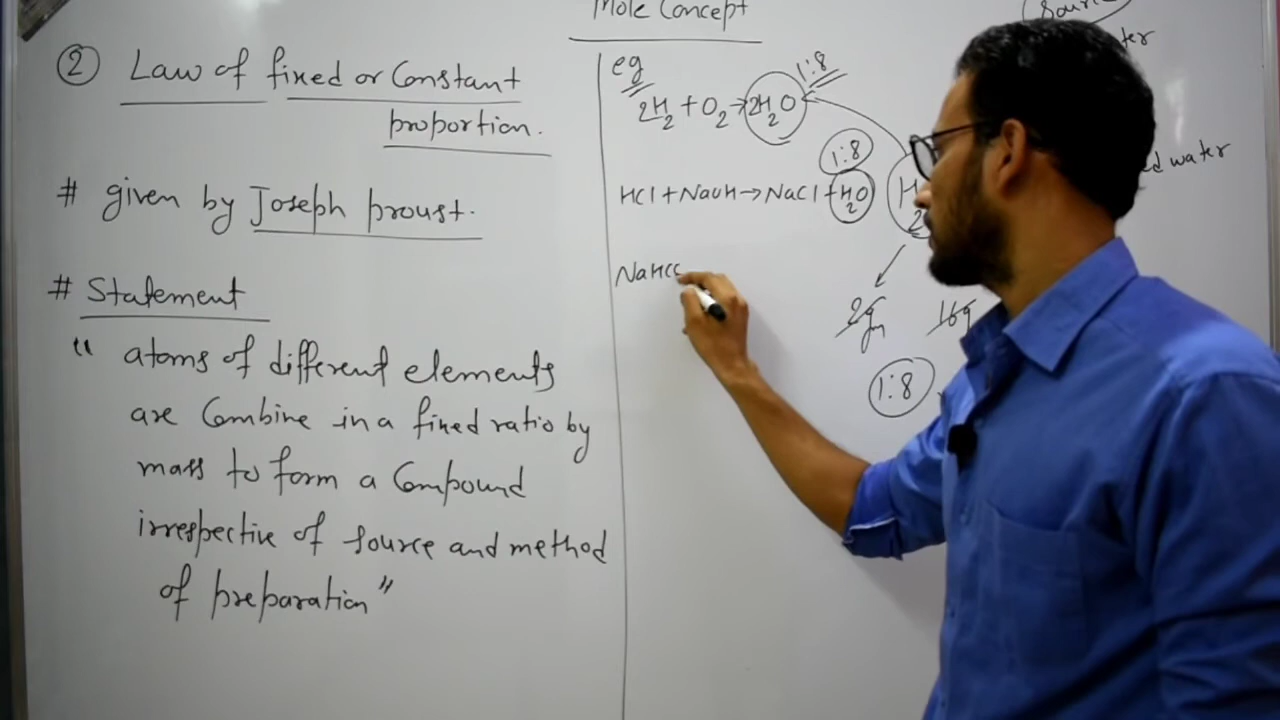 Mole Concept
② Law of fixed or Constant
proportion.
# given by Joseph proust.
# Statement
" atoms of different elements
are Combine in a fixed ratio by
mass to form a Compound
irrespective of source and method
of preparation"
eg
2H₂ + O₂ → 2H₂O 1:8
HCl + NaOH → NaCl + H₂O 1:8
NaHC
H₂
2g 16g
1:8
water